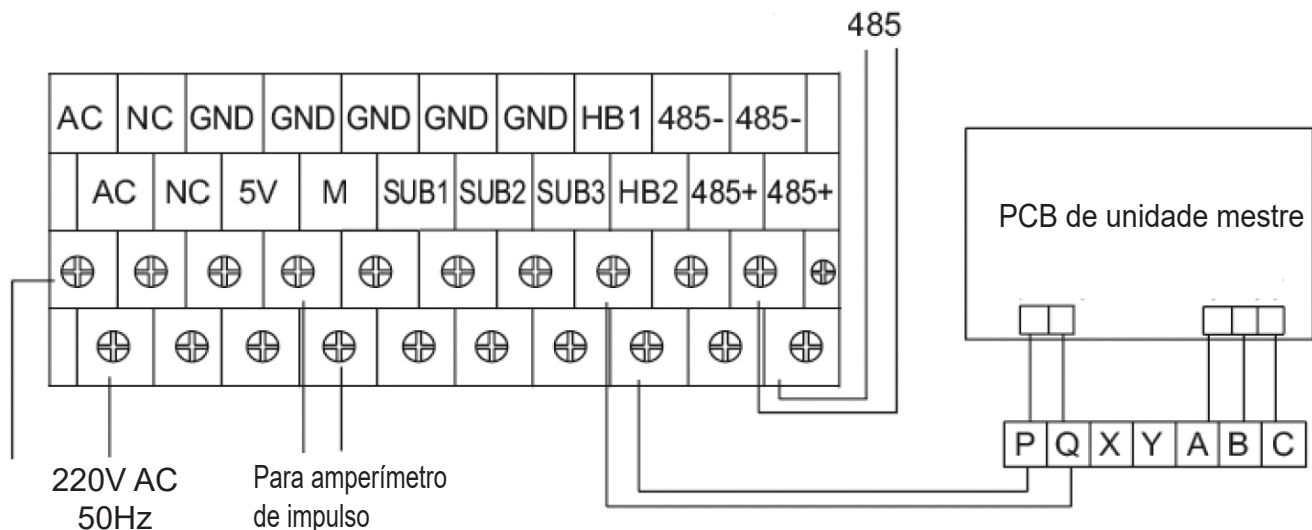 485
AC NC GND GND GND GND GND HB1 485- 485-
AC NC 5V M SUB1 SUB2 SUB3 HB2 485+ 485+
PCB de unidade mestre
P Q X Y A B C
220V AC
50Hz
Para amperímetro
de impulso